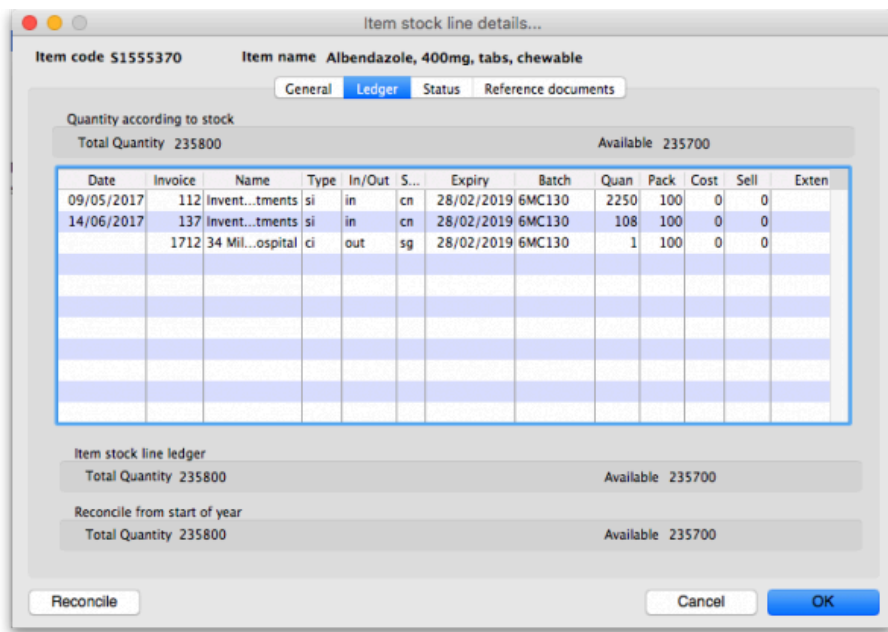 Item stock line details...
Item code S1555370 Item name Albendazole, 400mg, tabs, chewable
General Ledger Status Reference documents
Quantity according to stock
Total Quantity 235800 Available 235700
Date Invoice Name Type In/Out S... Expiry Batch Quan Pack Cost Sell Exten
09/05/2017 112 Invent...tments si in cn 28/02/2019 6MC130 2250 100 0 0
14/06/2017 137 Invent...tments si in cn 28/02/2019 6MC130 108 100 0 0
1712 34 Mil...ospital ci out sg 28/02/2019 6MC130 1 100 0 0
Item stock line ledger
Total Quantity 235800 Available 235700
Reconcile from start of year
Total Quantity 235800 Available 235700
Reconcile Cancel OK